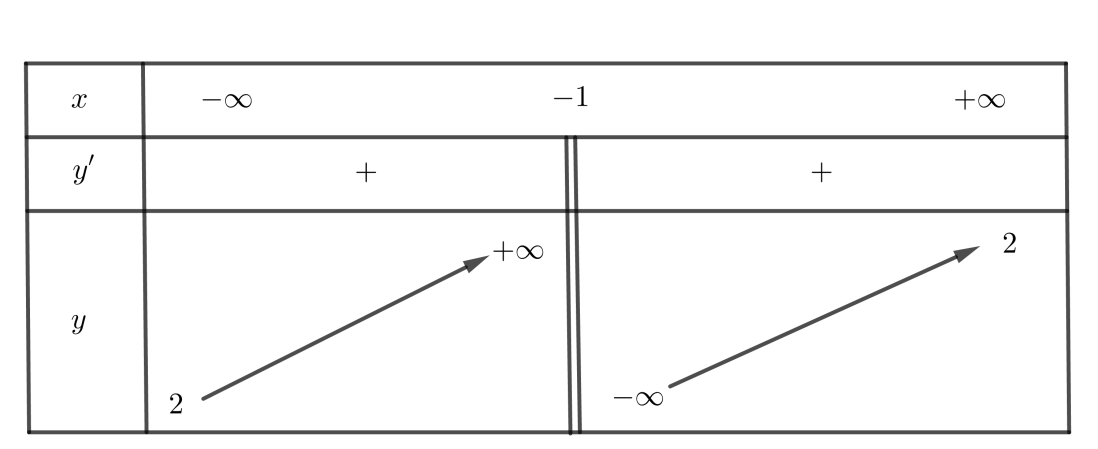 x −∞ −1 +∞
y′ + +
+∞ 2
y
2 −∞